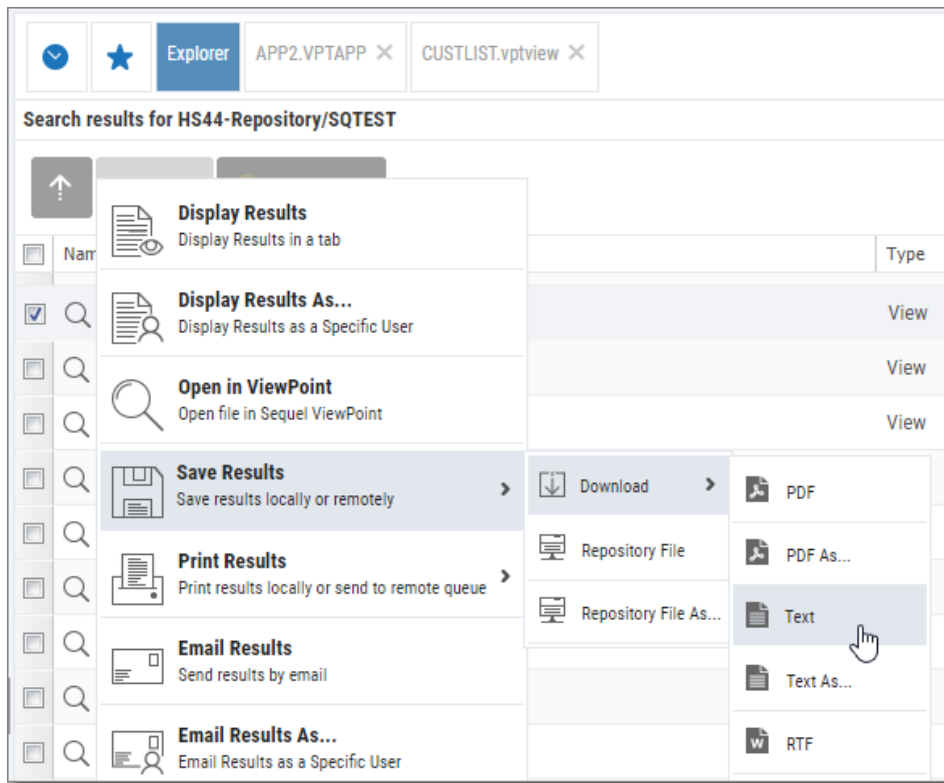 Explorer
APP2.VPTAPP
CUSTLIST.vptview
Search results for HS44-Repository/SQTEST
Nam
Type
Display Results
Display Results in a tab
Display Results As...
Display Results as a Specific User
View
Open in ViewPoint
Open file in Sequel ViewPoint
View
View
Save Results
Save results locally or remotely
Download
PDF
Repository File
PDF As...
Print Results
Print results locally or send to remote queue
Repository File As...
Text
Email Results
Send results by email
Text As...
Email Results As...
Email Results as a Specific User
RTF